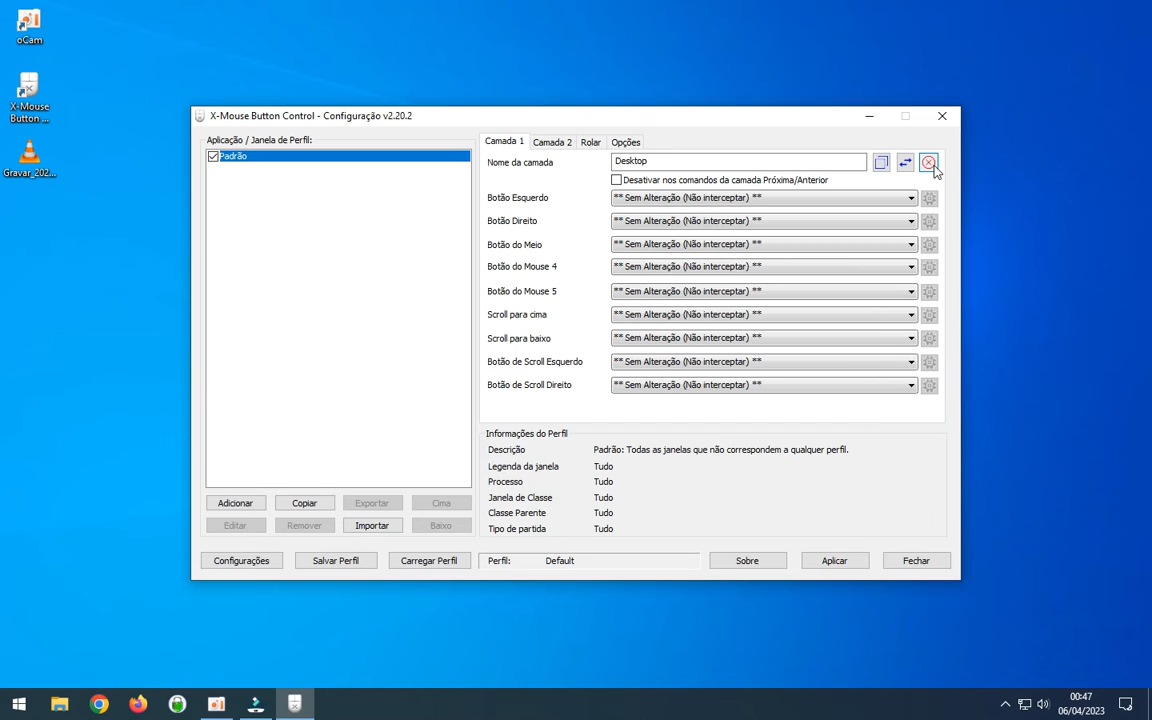 oCam
X-Mouse
Button ...
Gravar_202...
X-Mouse Button Control - Configuração v2.20.2
Aplicação / Janela de Perfil:
Padrão
Camada 1 Camada 2 Rolar Opções
Nome da camada Desktop
Desativar nos comandos da camada Próxima/Anterior
Botão Esquerdo ** Sem Alteração (Não interceptar) **
Botão Direito ** Sem Alteração (Não interceptar) **
Botão do Meio ** Sem Alteração (Não interceptar) **
Botão do Mouse 4 ** Sem Alteração (Não interceptar) **
Botão do Mouse 5 ** Sem Alteração (Não interceptar) **
Scroll para cima ** Sem Alteração (Não interceptar) **
Scroll para baixo ** Sem Alteração (Não interceptar) **
Botão de Scroll Esquerdo ** Sem Alteração (Não interceptar) **
Botão de Scroll Direito ** Sem Alteração (Não interceptar) **
Informações do Perfil
Descrição Padrão: Todas as janelas que não correspondem a qualquer perfil.
Legenda da janela Tudo
Processo Tudo
Janela de Classe Tudo
Classe Parente Tudo
Tipo de partida Tudo
Adicionar Copiar Exportar Cima
Editar Remover Importar Baixo
Configurações Salvar Perfil Carregar Perfil Perfil: Default Sobre Aplicar Fechar
00:47
06/04/2023